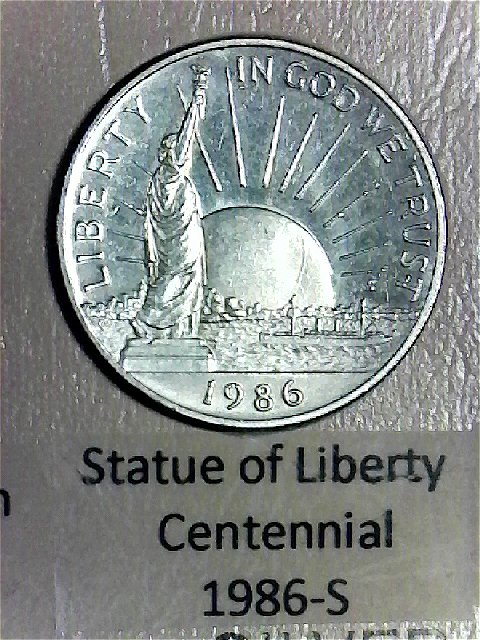 LIBERTY
IN GOD WE TRUST
1986
Statue of Liberty
Centennial
1986-S